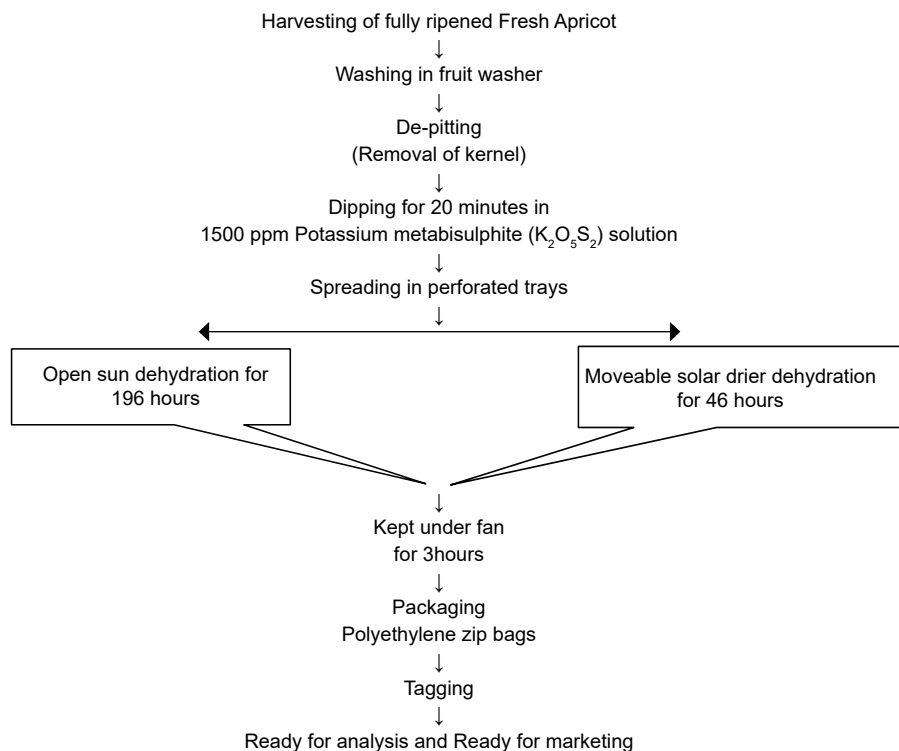 Harvesting of fully ripened Fresh Apricot
↓
Washing in fruit washer
↓
De-pitting
(Removal of kernel)
↓
Dipping for 20 minutes in
1500 ppm Potassium metabisulphite (K₂O₅S₂) solution
↓
Spreading in perforated trays
↓
Open sun dehydration for
196 hours
Moveable solar drier dehydration
for 46 hours
↓
Kept under fan
for 3hours
↓
Packaging
Polyethylene zip bags
↓
Tagging
↓
Ready for analysis and Ready for marketing